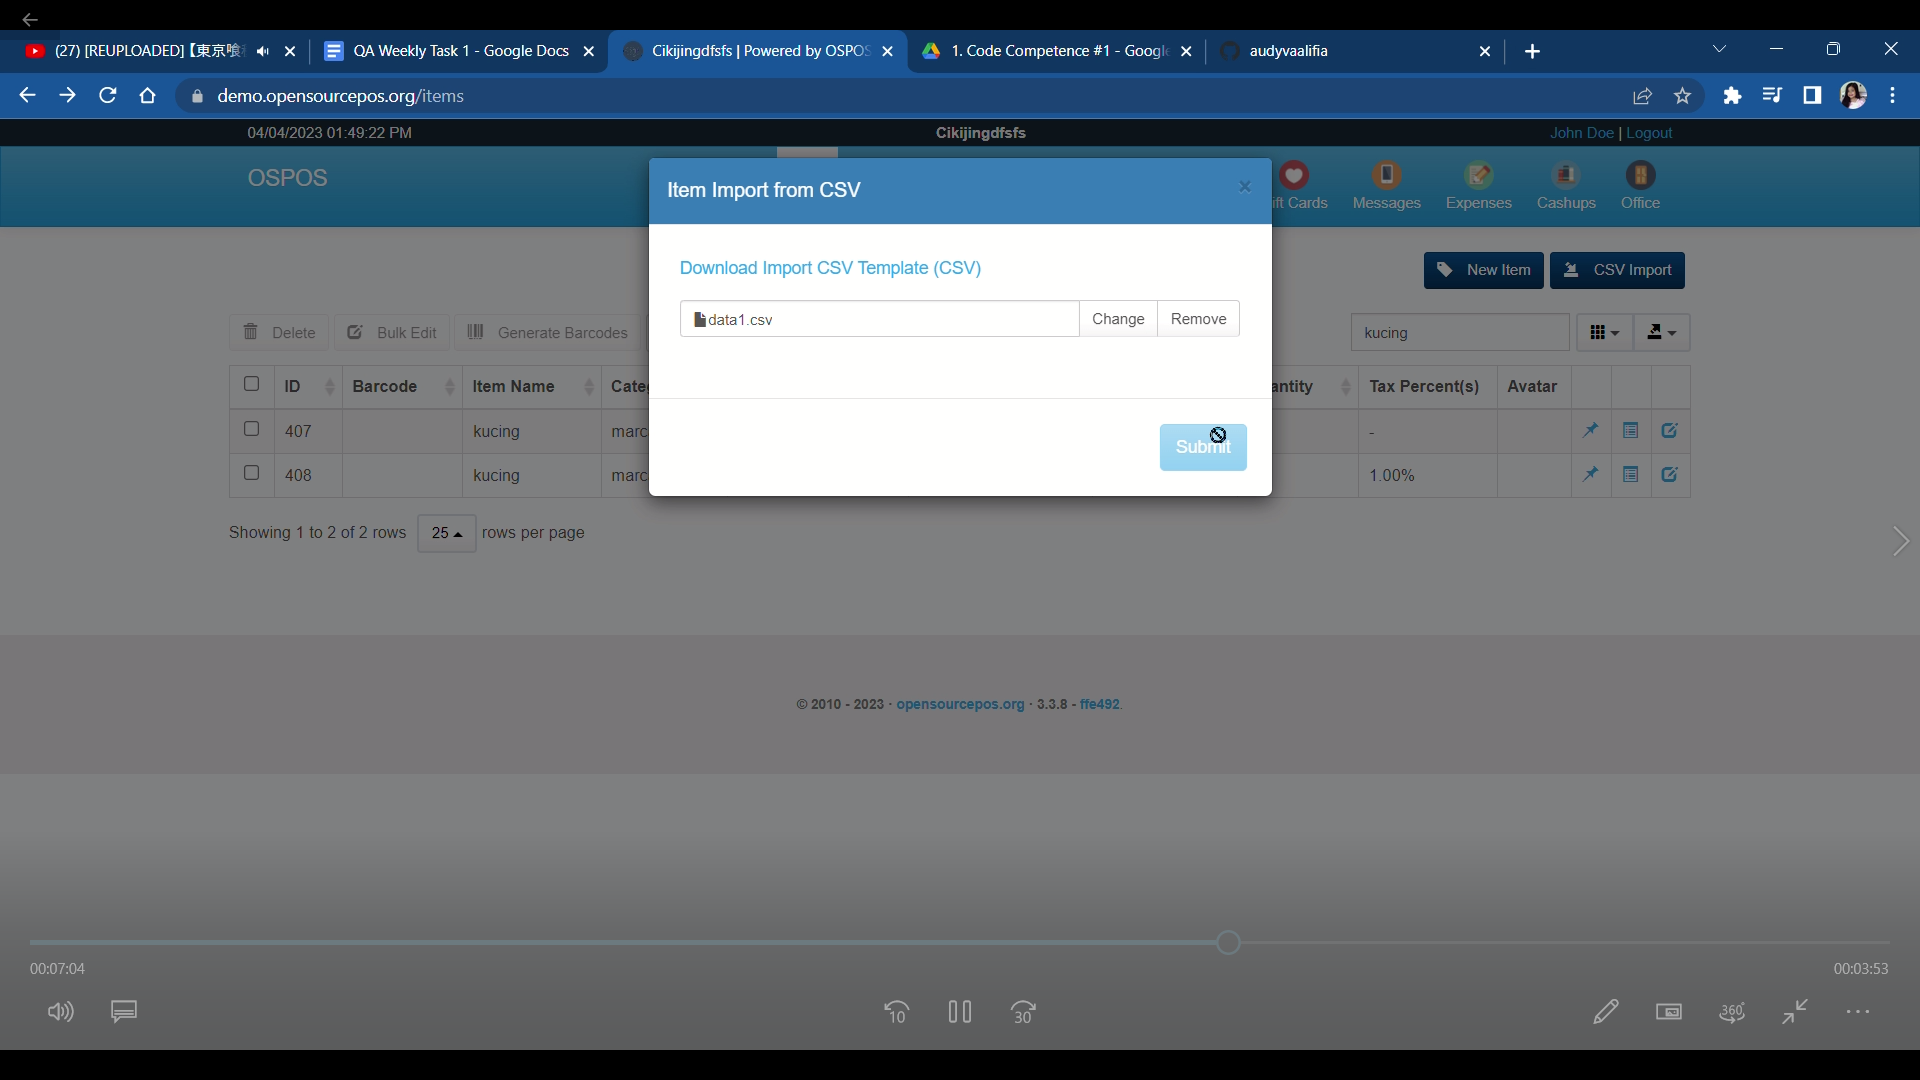 (27) [REUPLOADED]【東京喰
QA Weekly Task 1 - Google Docs
Cikijingdfsfs | Powered by OSPOS
1. Code Competence #1 - Google
audyvaalifia
demo.opensourcepos.org/items
04/04/2023 01:49:22 PM
Cikijingdfsfs
John Doe | Logout
OSPOS
ift Cards
Messages
Expenses
Cashups
Office
Item Import from CSV
Download Import CSV Template (CSV)
data1.csv
Change
Remove
Submit
New Item
CSV Import
Delete
Bulk Edit
Generate Barcodes
kucing
ID
Barcode
Item Name
Cate
antity
Tax Percent(s)
Avatar
407
kucing
marc
-
408
kucing
marc
1.00%
Showing 1 to 2 of 2 rows
25
rows per page
© 2010 - 2023 · opensourcepos.org · 3.3.8 - ffe492.
00:07:04
00:03:53
10
30
360°